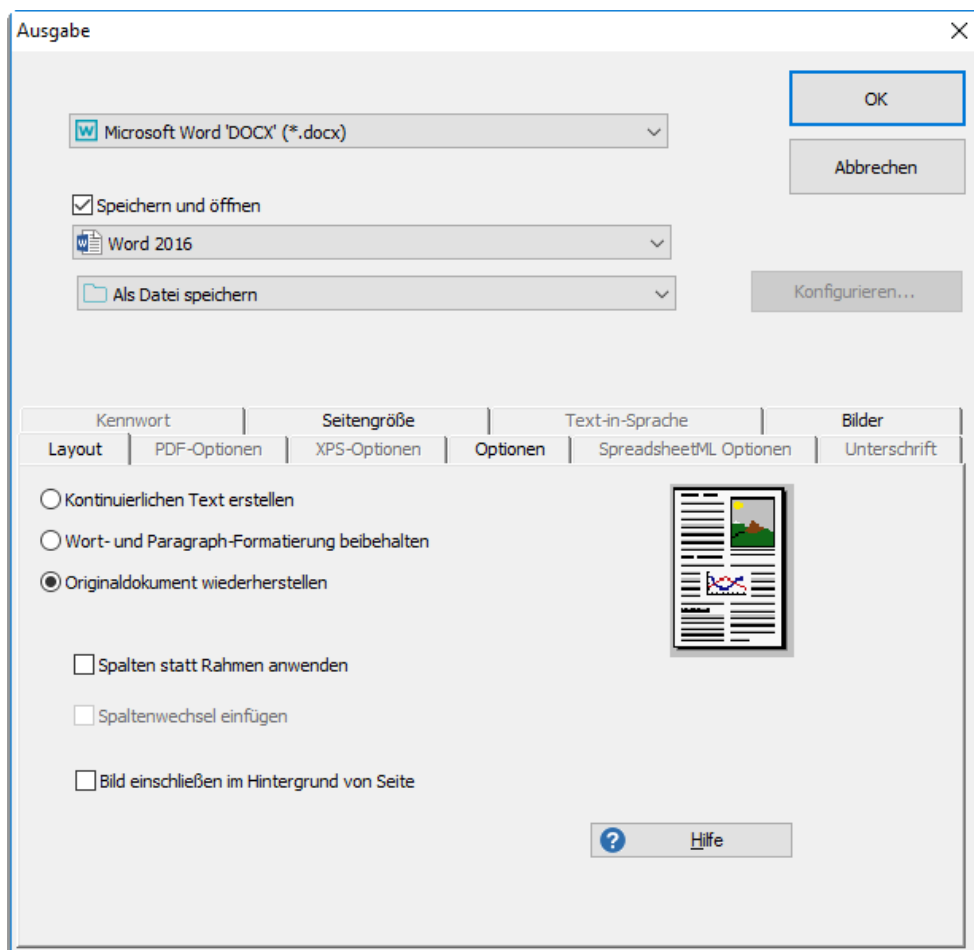 Ausgabe
OK
Microsoft Word 'DOCX' (*.docx)
Abbrechen
Speichern und öffnen
Word 2016
Als Datei speichern
Konfigurieren...
Kennwort Seitengröße Text-in-Sprache Bilder
Layout PDF-Optionen XPS-Optionen Optionen SpreadsheetML Optionen Unterschrift
Kontinuierlichen Text erstellen
Wort- und Paragraph-Formatierung beibehalten
Originaldokument wiederherstellen
Spalten statt Rahmen anwenden
Spaltenwechsel einfügen
Bild einschließen im Hintergrund von Seite
Hilfe